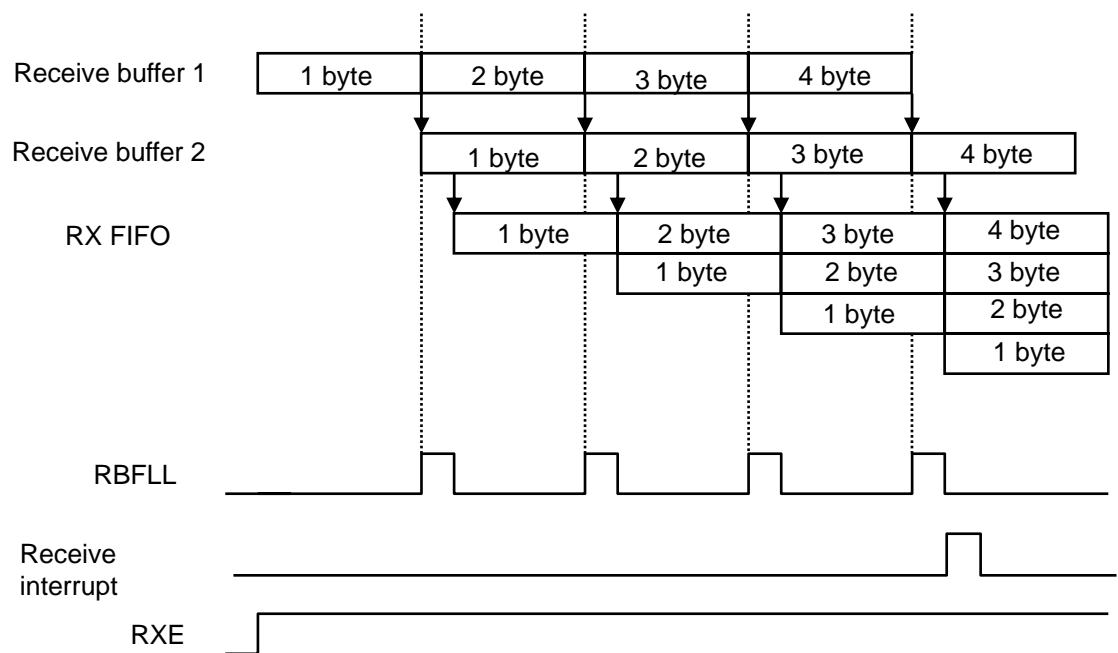 Receive buffer 1
1 byte
2 byte
3 byte
4 byte
Receive buffer 2
1 byte
2 byte
3 byte
4 byte
RX FIFO
1 byte
2 byte
3 byte
4 byte
1 byte
2 byte
3 byte
1 byte
2 byte
1 byte
RBFLL
Receive
interrupt
RXE